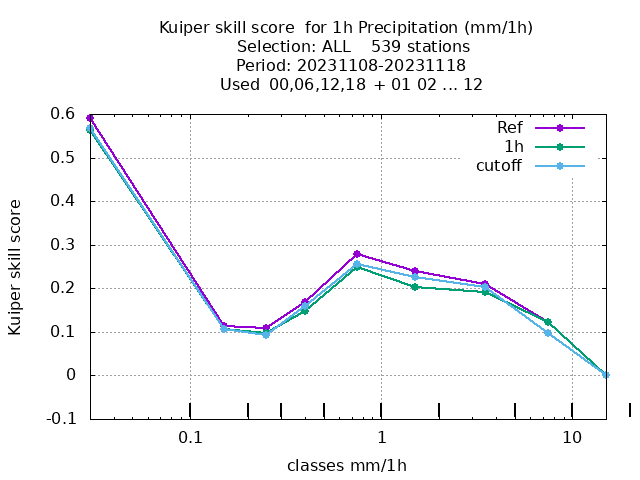 Kuiper skill score  for 1h Precipitation (mm/1h)
Selection: ALL    539 stations
Period: 20231108-20231118
Used  00,06,12,18  + 01 02 ... 12
Ref
1h
cutoff
Kuiper skill score
0.6
0.5
0.4
0.3
0.2
0.1
0
-0.1
0.1
1
10
classes mm/1h